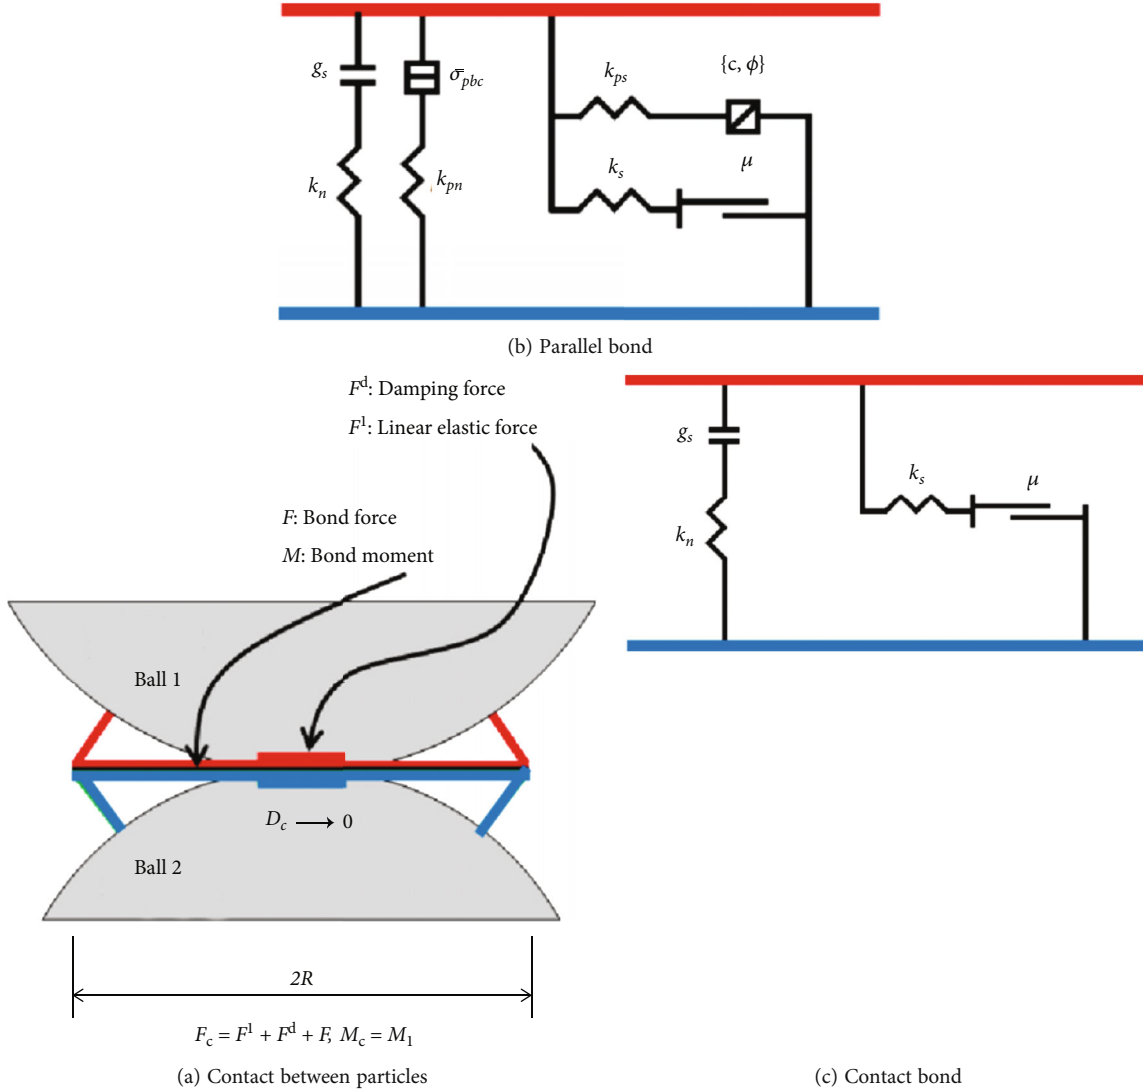 g_s
σ̄_pbc
k_n
k_pn
k_ps
{c, ϕ}
k_s
μ
(b) Parallel bond
F^d: Damping force
F^l: Linear elastic force
F: Bond force
M: Bond moment
Ball 1
D_c → 0
Ball 2
2R
F_c = F^l + F^d + F, M_c = M_1
(a) Contact between particles
g_s
k_n
k_s
μ
(c) Contact bond